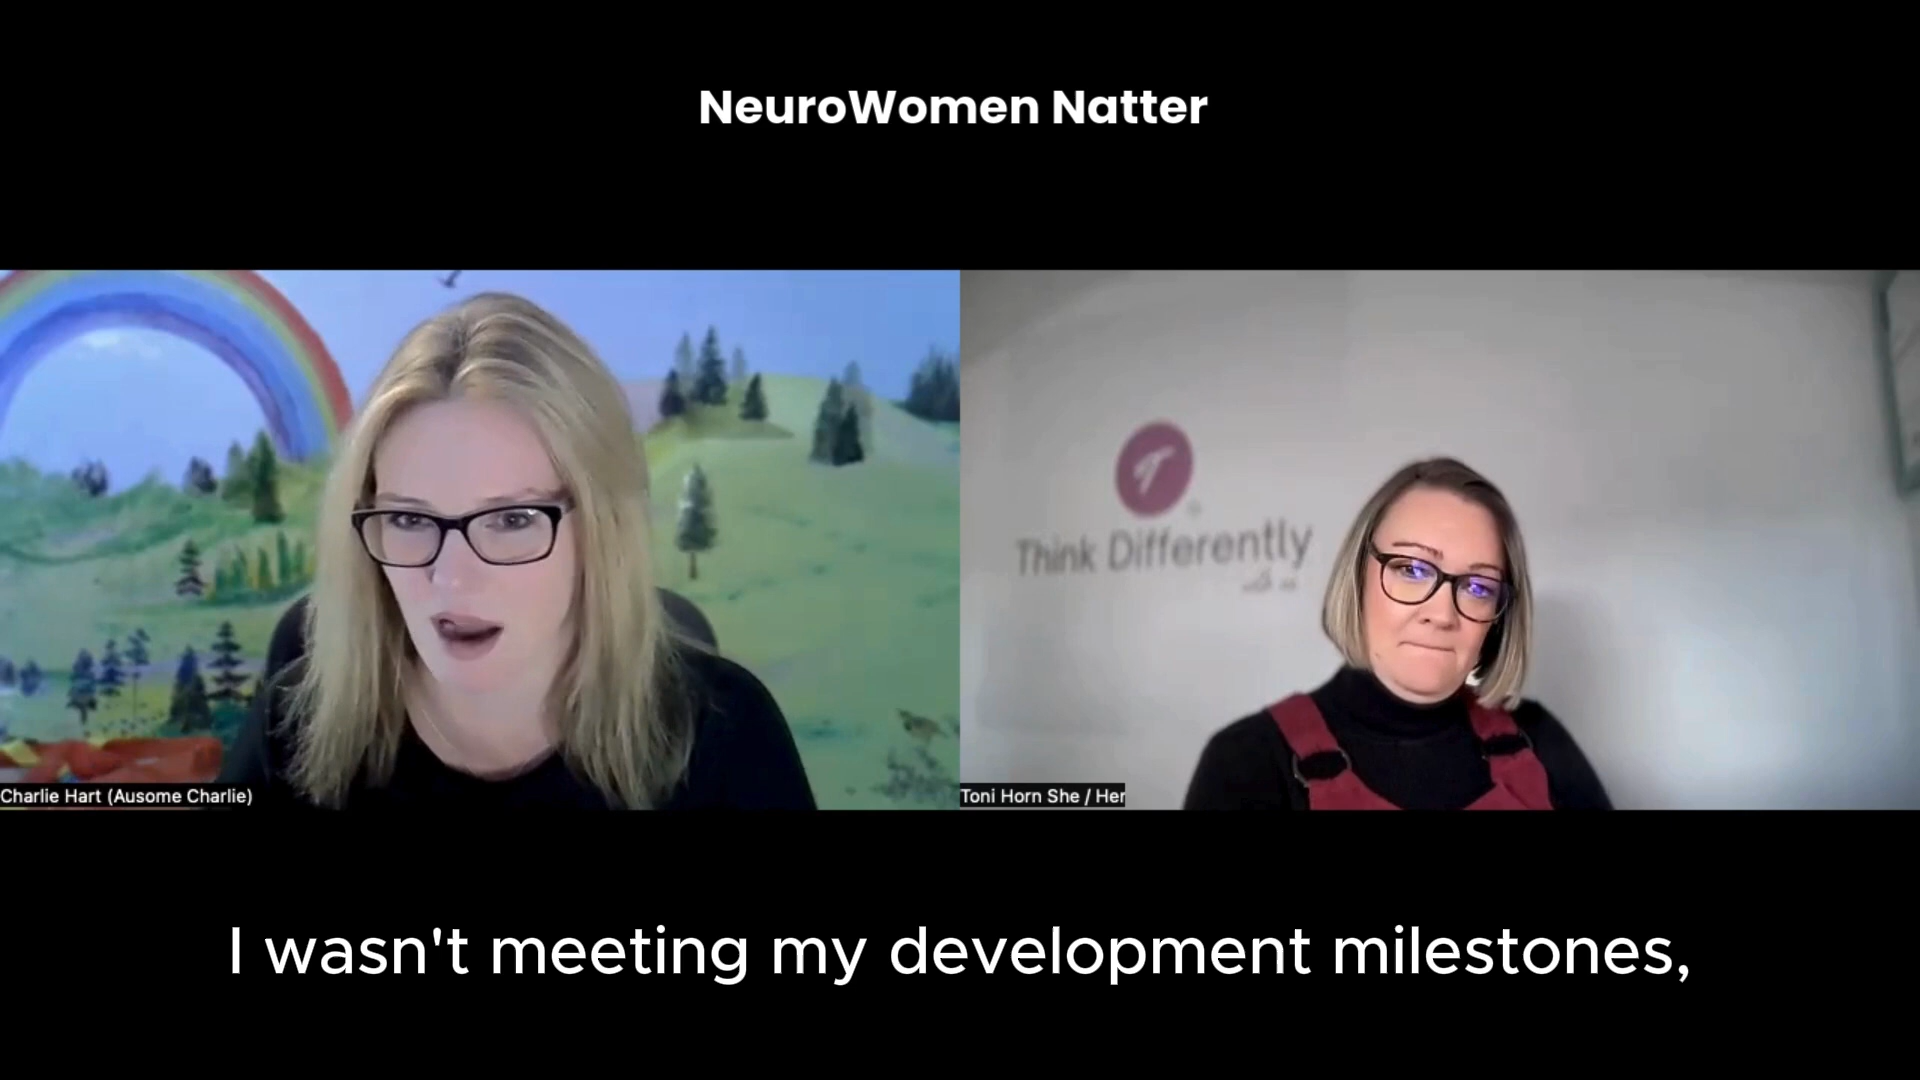 NeuroWomen Natter
Think Differently
Charlie Hart (Ausome Charlie)
Toni Horn She / Her
I wasn't meeting my development milestones,